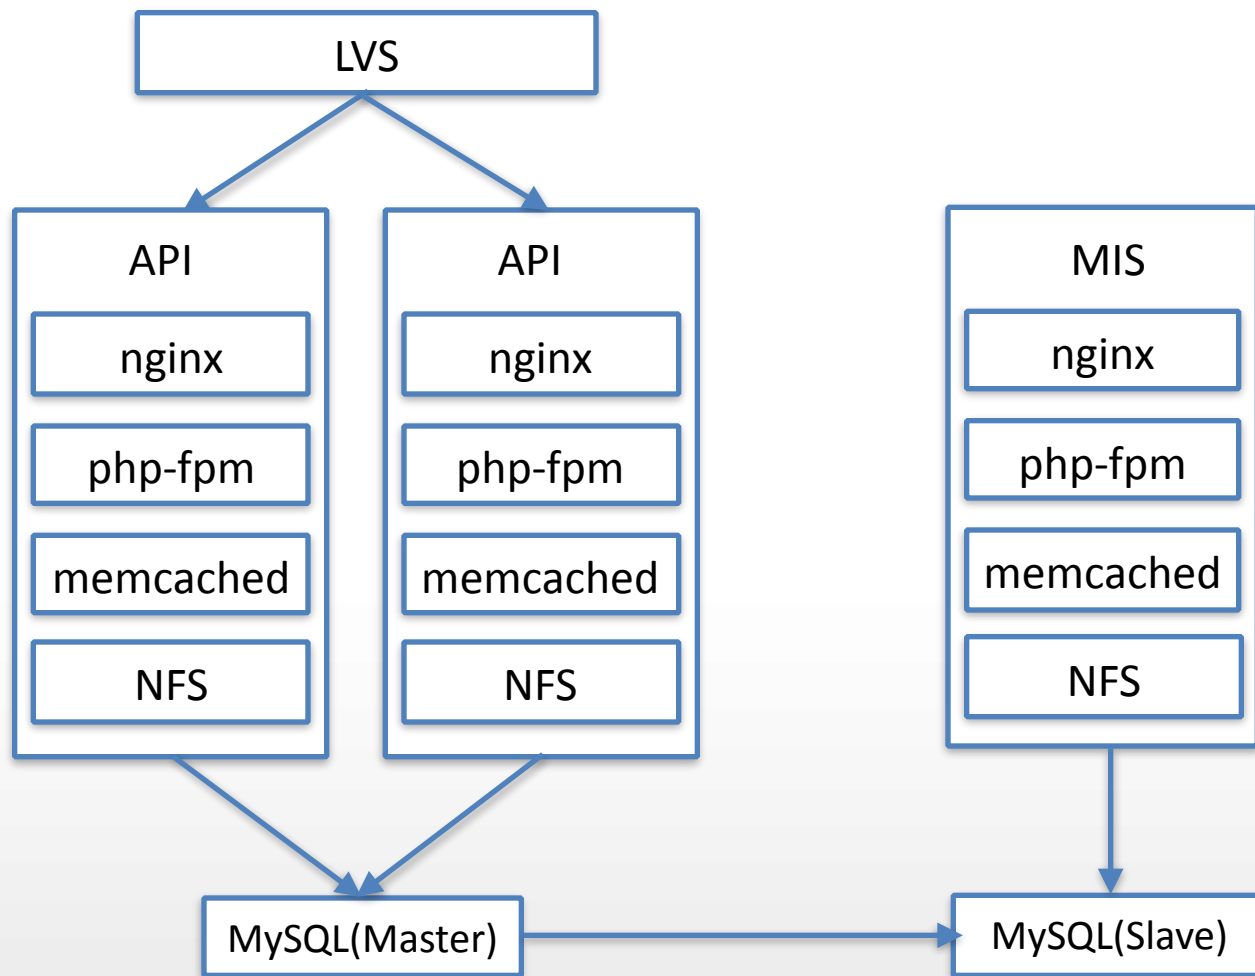 LVS
API
nginx
php-fpm
memcached
NFS
API
nginx
php-fpm
memcached
NFS
MIS
nginx
php-fpm
memcached
NFS
MySQL(Master)
MySQL(Slave)